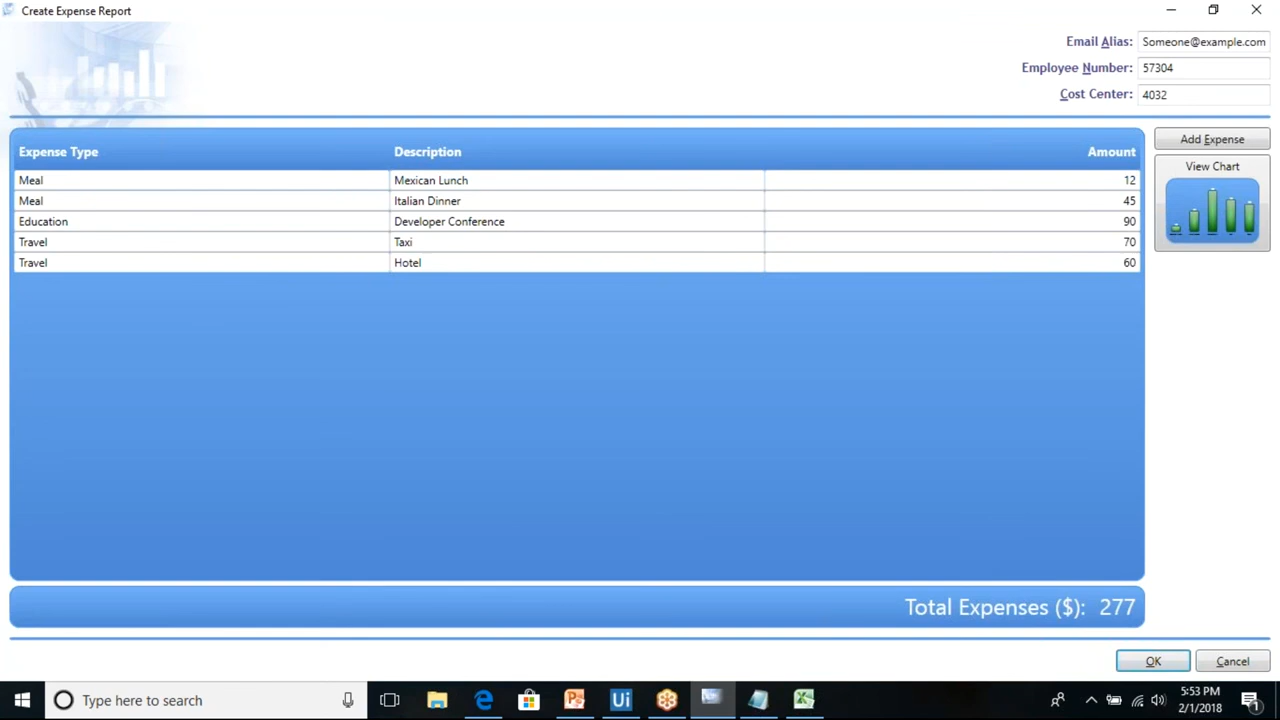 Create Expense Report
Email Alias: Someone@example.com
Employee Number: 57304
Cost Center: 4032
Expense Type Description Amount
Meal Mexican Lunch 12
Meal Italian Dinner 45
Education Developer Conference 90
Travel Taxi 70
Travel Hotel 60
Add Expense
View Chart
Total Expenses ($): 277
OK Cancel
Type here to search
Ui
5:53 PM
2/1/2018
1